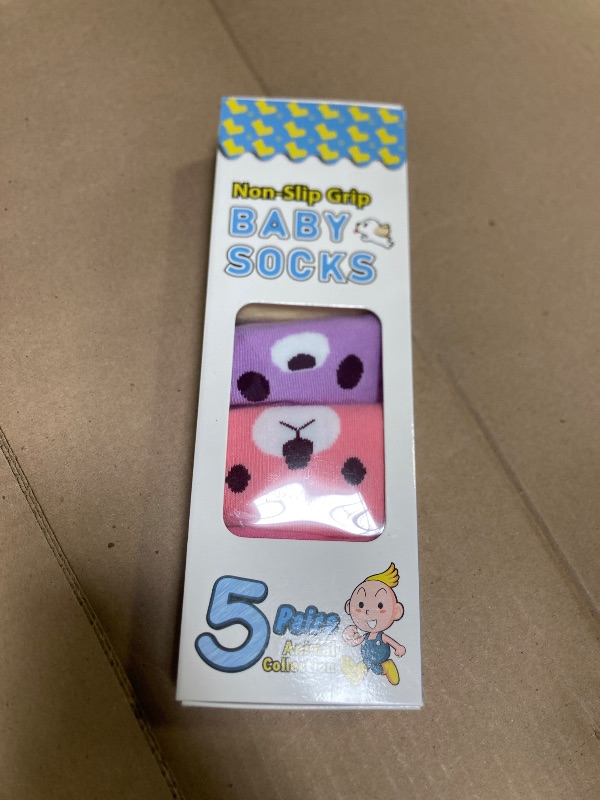 Non-Slip Grip
BABY
SOCKS
5 Pairs
Animal
Collection